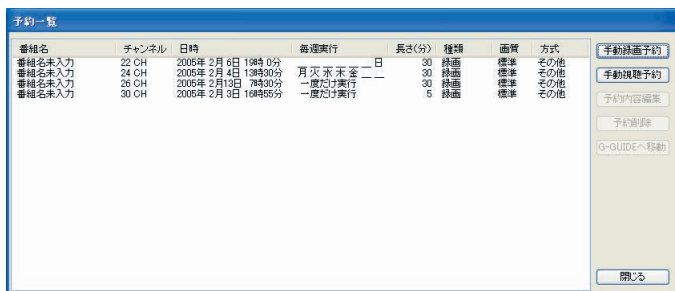 予約一覧
番組名 チャンネル 日時 毎週実行 長さ(分) 種類 画質 方式
番組名未入力 22 CH 2005年 2月 6日 19時 0分 _ _ _ _ _ _ 日 30 録画 標準 その他
番組名未入力 24 CH 2005年 2月 4日 13時30分 月 火 水 木 金 _ _ 30 録画 標準 その他
番組名未入力 26 CH 2005年 2月13日 7時30分 一度だけ実行 30 録画 標準 その他
番組名未入力 30 CH 2005年 2月 3日 16時55分 一度だけ実行 5 録画 標準 その他
手動録画予約
手動視聴予約
予約内容編集
予約削除
G-GUIDEへ移動
閉じる